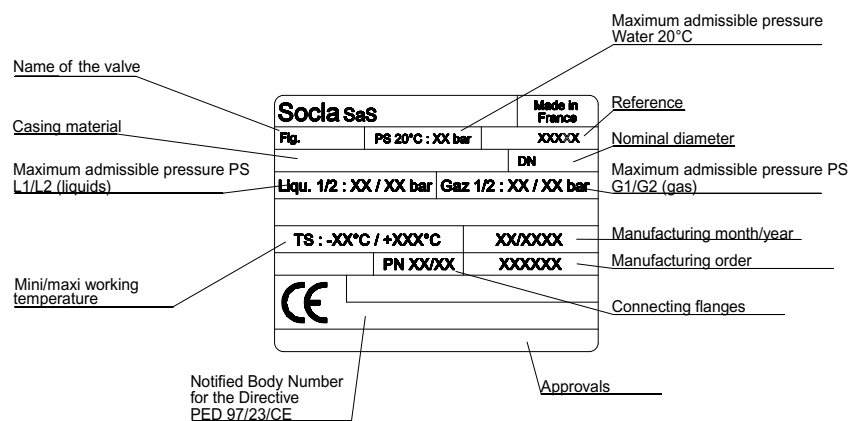 Maximum admissible pressure
Water 20°C
Name of the valve
Socla SaS
Made in
France
Reference
Casing material
Fig.
PS 20°C : XX bar
XXXXX
Nominal diameter
DN
Maximum admissible pressure PS
L1/L2 (liquids)
Liqu. 1/2 : XX / XX bar
Gaz 1/2 : XX / XX bar
Maximum admissible pressure PS
G1/G2 (gas)
TS : -XX°C / +XXX°C
XX/XXXX
Manufacturing month/year
PN XX/XX
XXXXXX
Manufacturing order
Mini/maxi working
temperature
CE
Connecting flanges
Notified Body Number
for the Directive
PED 97/23/CE
Approvals